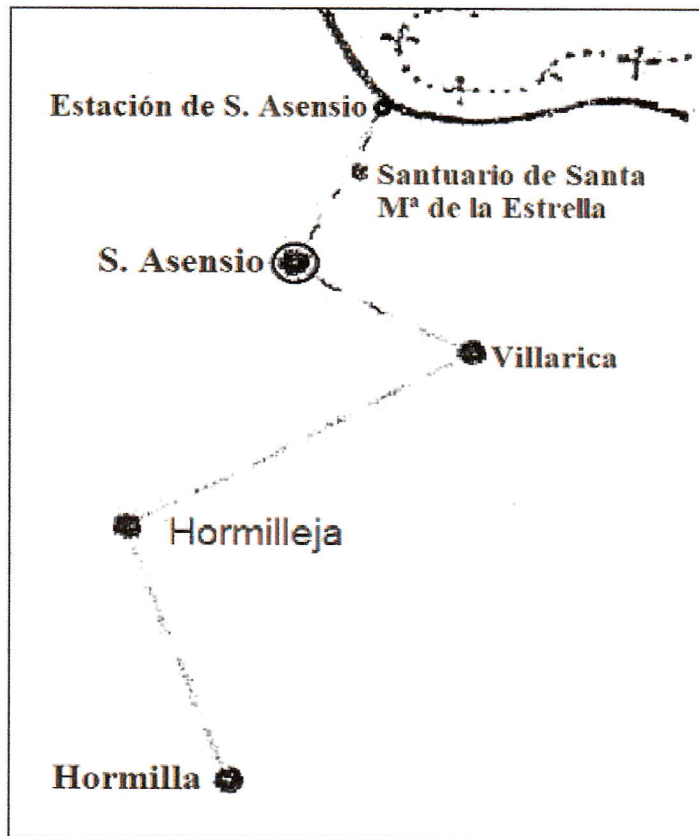 Estación de S. Asensio
Santuario de Santa
Mª de la Estrella
S. Asensio
Villarica
Hormilleja
Hormilla